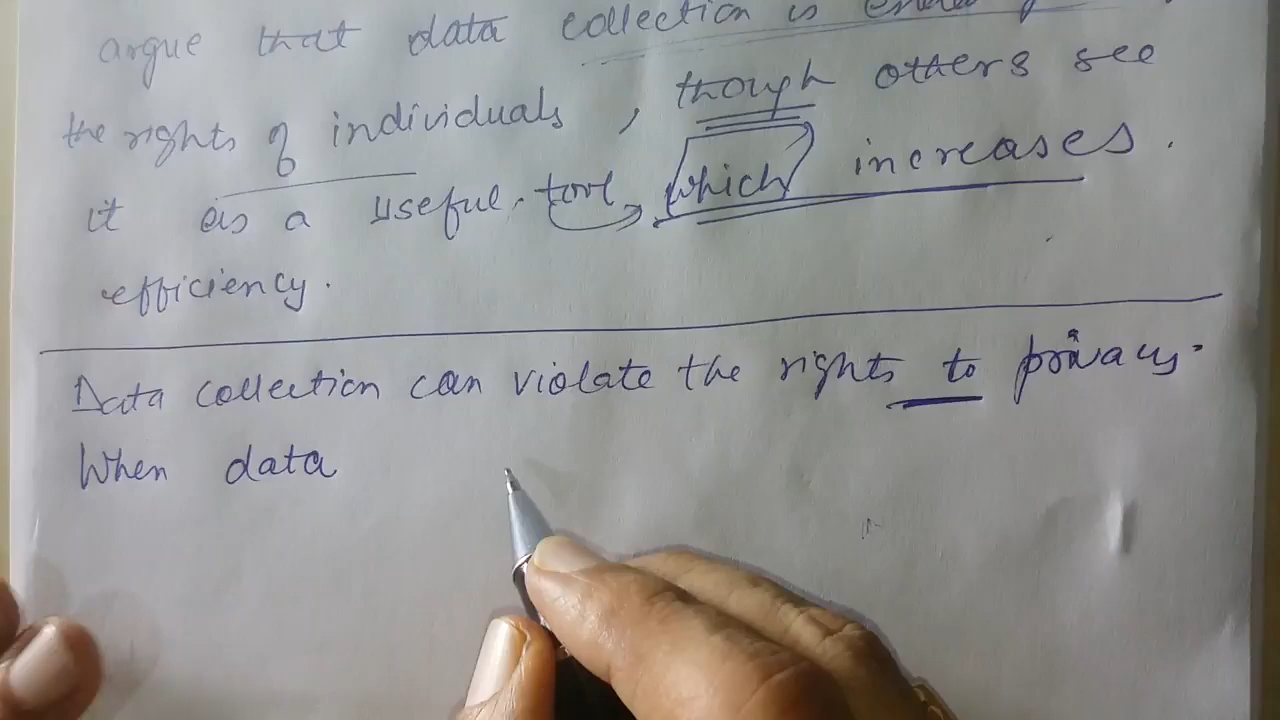 argue that data collection is
the rights of individuals, though others see
it as a useful tool which increases.
efficiency.
Data collection can violate the rights to privacy.
When data